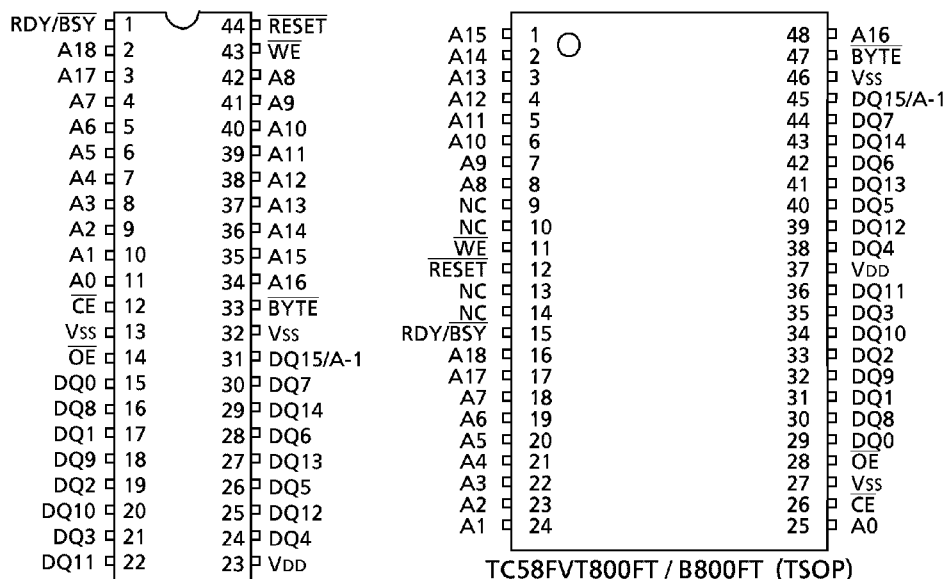 RDY/BSY 1 44 RESET
A18 2 43 WE
A17 3 42 A8
A7 4 41 A9
A6 5 40 A10
A5 6 39 A11
A4 7 38 A12
A3 8 37 A13
A2 9 36 A14
A1 10 35 A15
A0 11 34 A16
CE 12 33 BYTE
VSS 13 32 VSS
OE 14 31 DQ15/A-1
DQ0 15 30 DQ7
DQ8 16 29 DQ14
DQ1 17 28 DQ6
DQ9 18 27 DQ13
DQ2 19 26 DQ5
DQ10 20 25 DQ12
DQ3 21 24 DQ4
DQ11 22 23 VDD
A15 1 48 A16
A14 2 47 BYTE
A13 3 46 VSS
A12 4 45 DQ15/A-1
A11 5 44 DQ7
A10 6 43 DQ14
A9 7 42 DQ6
A8 8 41 DQ13
NC 9 40 DQ5
NC 10 39 DQ12
WE 11 38 DQ4
RESET 12 37 VDD
NC 13 36 DQ11
NC 14 35 DQ3
RDY/BSY 15 34 DQ10
A18 16 33 DQ2
A17 17 32 DQ9
A7 18 31 DQ1
A6 19 30 DQ8
A5 20 29 DQ0
A4 21 28 OE
A3 22 27 VSS
A2 23 26 CE
A1 24 25 A0
TC58FVT800FT / B800FT (TSOP)